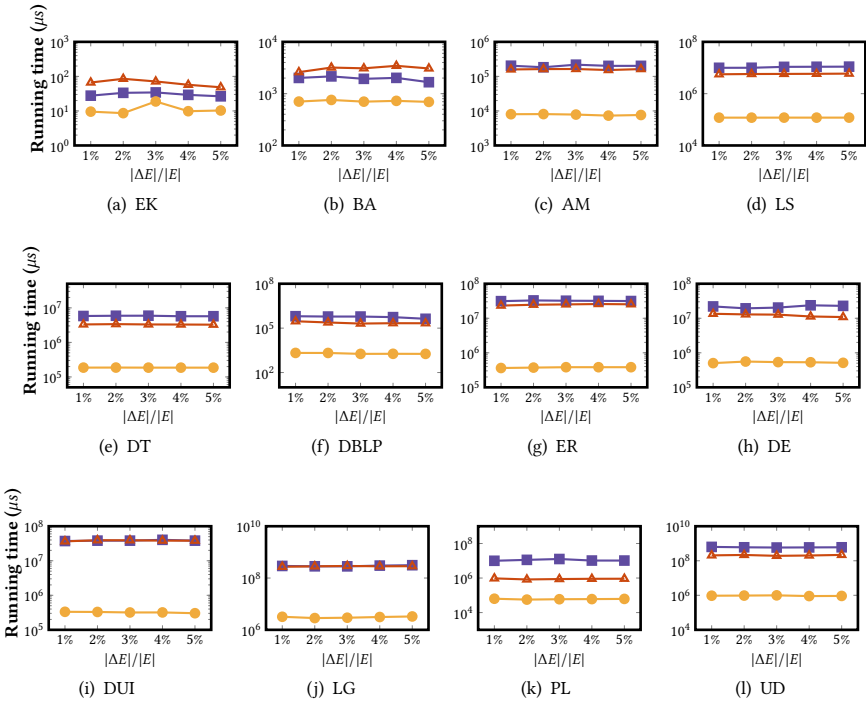 Running time (μs)
10³
10²
10¹
10⁰
1% 2% 3% 4% 5%
|ΔE|/|E|
(a) EK
10⁴
10³
10²
1% 2% 3% 4% 5%
|ΔE|/|E|
(b) BA
10⁶
10⁵
10⁴
10³
1% 2% 3% 4% 5%
|ΔE|/|E|
(c) AM
10⁸
10⁶
10⁴
1% 2% 3% 4% 5%
|ΔE|/|E|
(d) LS
Running time (μs)
10⁷
10⁶
10⁵
1% 2% 3% 4% 5%
|ΔE|/|E|
(e) DT
10⁸
10⁵
10²
1% 2% 3% 4% 5%
|ΔE|/|E|
(f) DBLP
10⁸
10⁷
10⁶
10⁵
1% 2% 3% 4% 5%
|ΔE|/|E|
(g) ER
10⁸
10⁷
10⁶
10⁵
1% 2% 3% 4% 5%
|ΔE|/|E|
(h) DE
Running time (μs)
10⁸
10⁷
10⁶
10⁵
1% 2% 3% 4% 5%
|ΔE|/|E|
(i) DUI
10¹⁰
10⁸
10⁶
1% 2% 3% 4% 5%
|ΔE|/|E|
(j) LG
10⁸
10⁶
10⁴
1% 2% 3% 4% 5%
|ΔE|/|E|
(k) PL
10¹⁰
10⁸
10⁶
10⁴
1% 2% 3% 4% 5%
|ΔE|/|E|
(l) UD